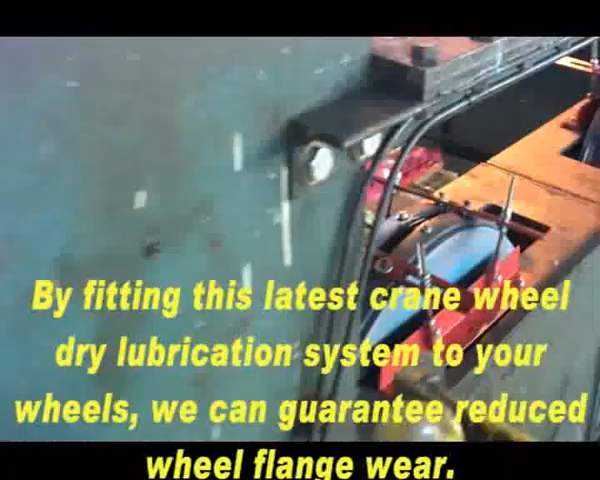 By fitting this latest crane wheel
dry lubrication system to your
wheels, we can guarantee reduced
wheel flange wear.